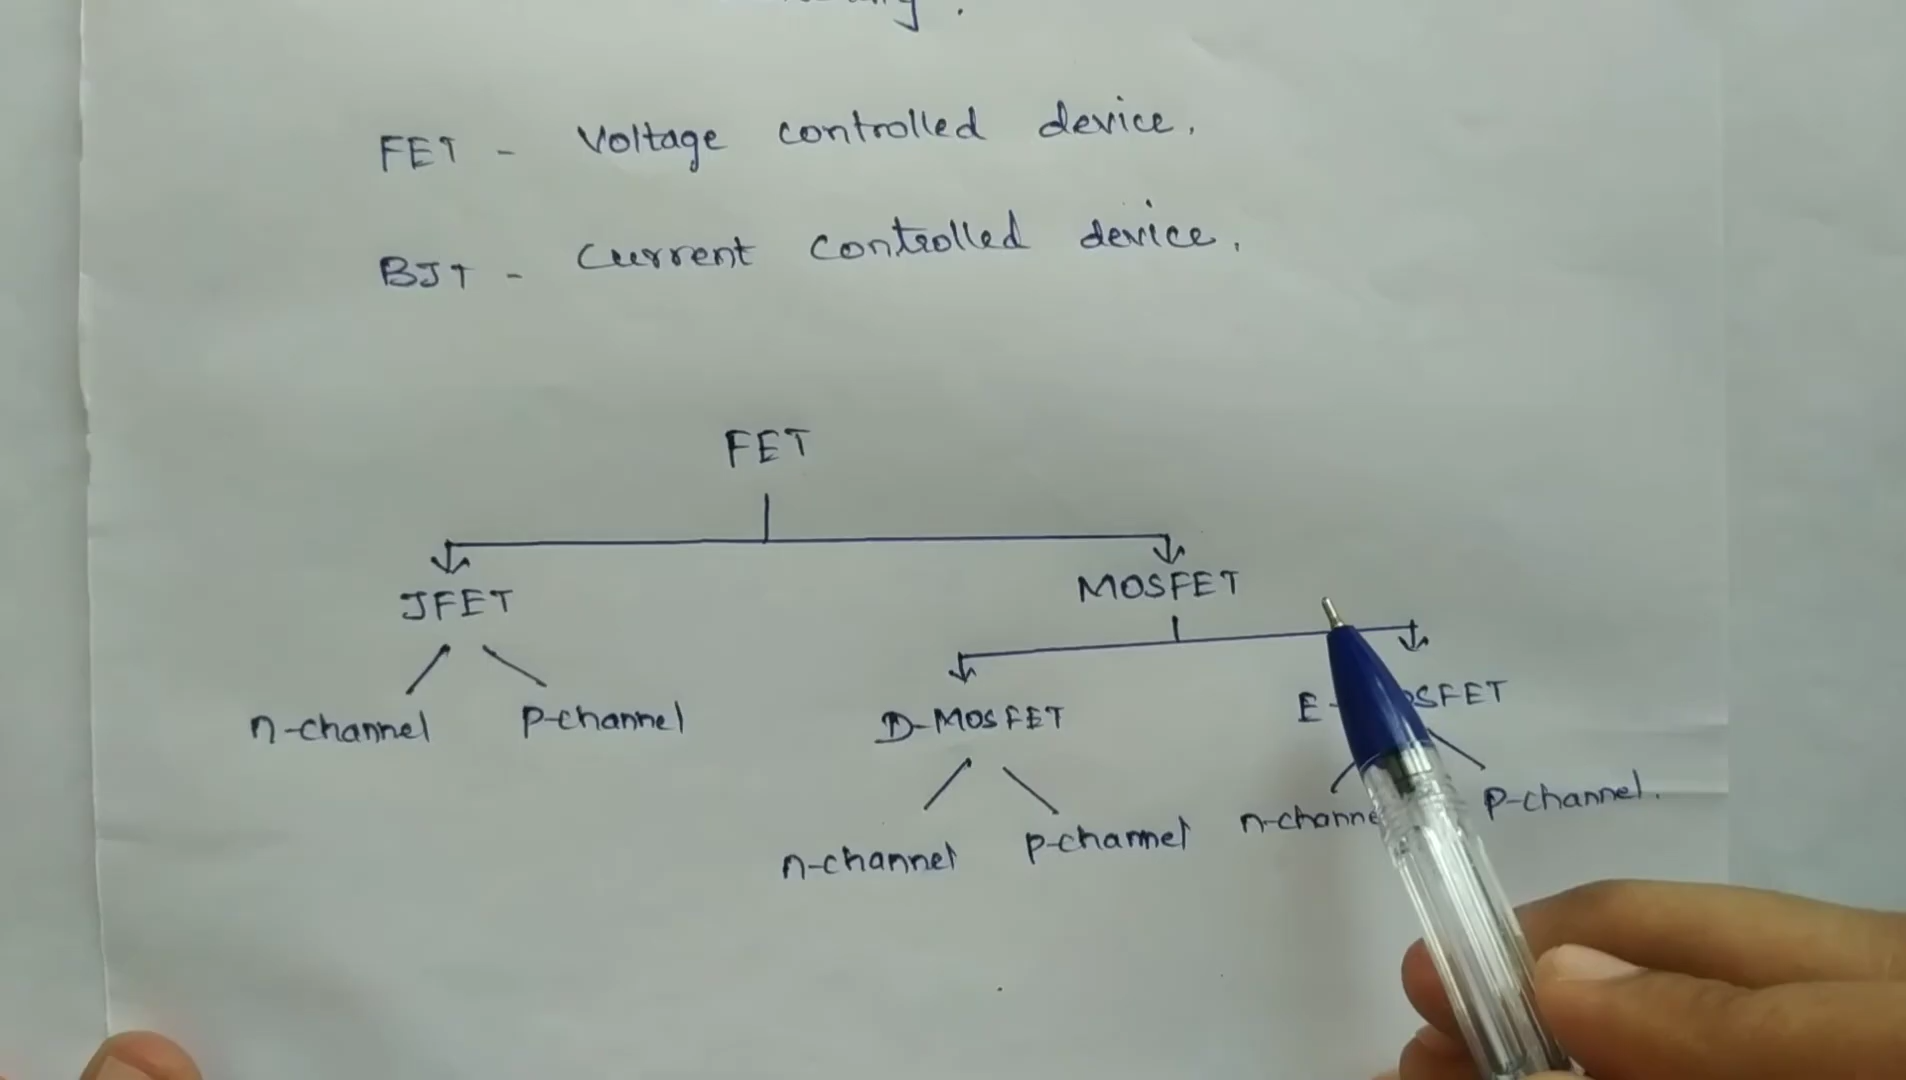 FET - Voltage controlled device.
BJT - Current controlled device.
FET
JFET
MOSFET
n-channel
p-channel
D-MOSFET
n-channel
p-channel
p-channel.